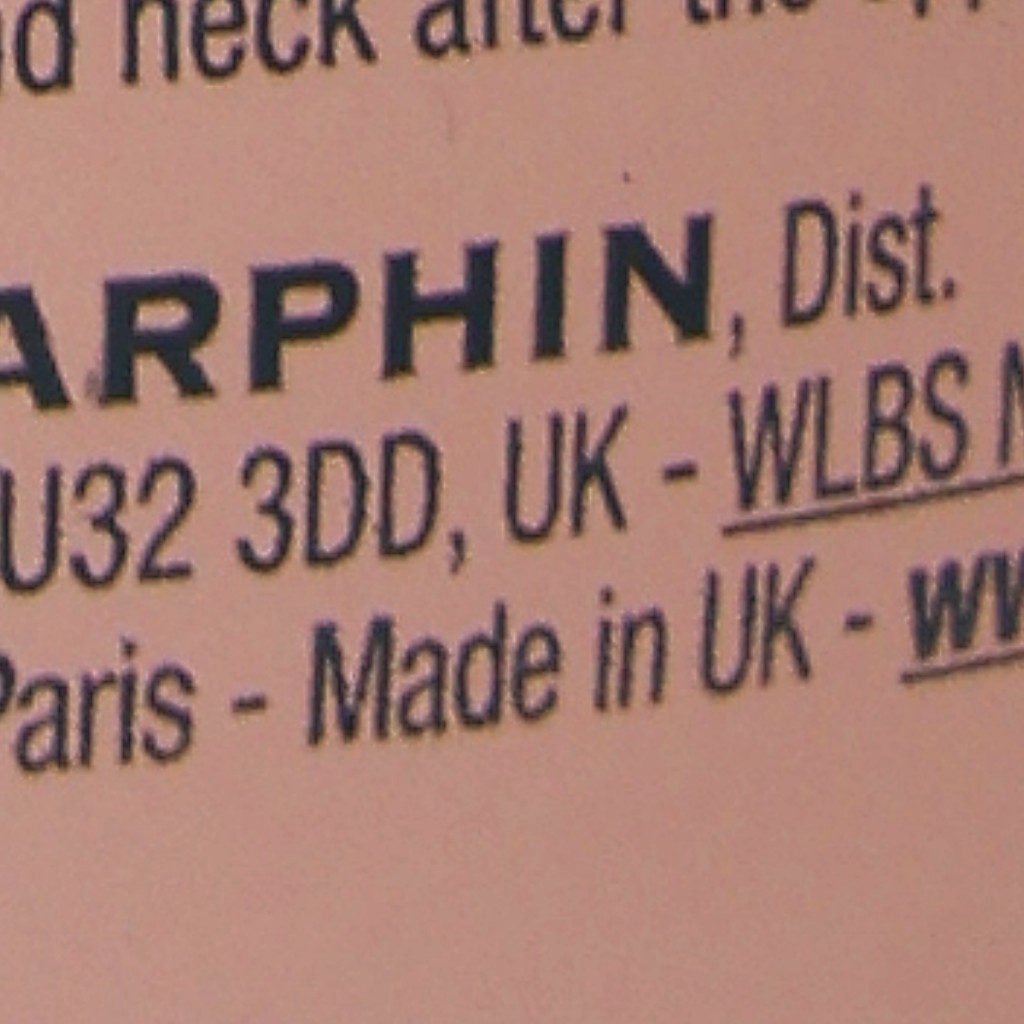 neck after the
ARPHIN, Dist.
U32 3DD, UK - WLBS
Paris - Made in UK -